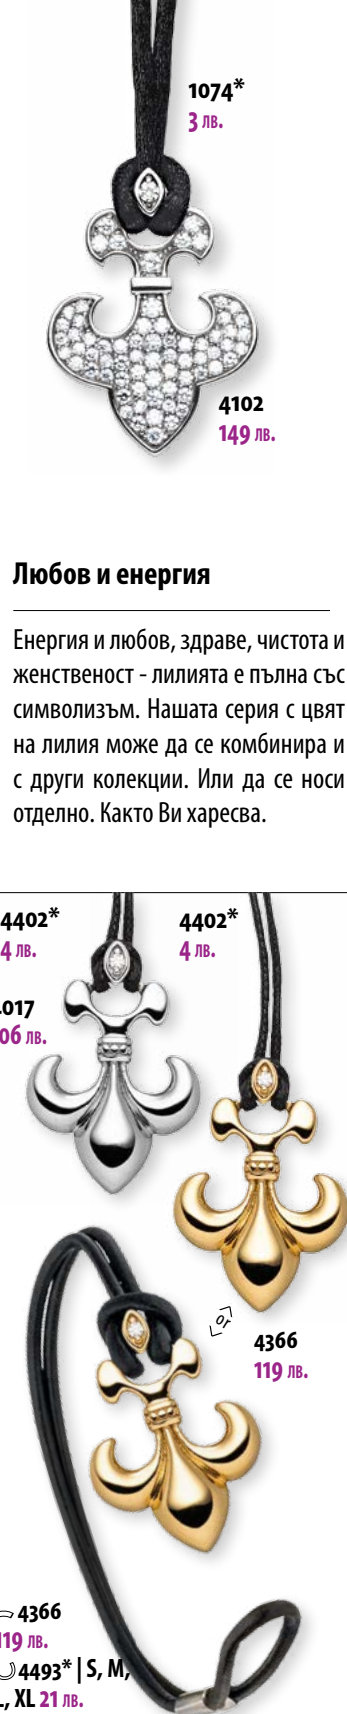 1074*
3 лв.
4102
149 лв.
Любов и енергия
Енергия и любов, здраве, чистота и
женственост - лилията е пълна със
символизъм. Нашата серия с цвят
на лилия може да се комбинира и
с други колекции. Или да се носи
отделно. Както Ви харесва.
4402*
4 лв.
4402*
4 лв.
лв.
or
4366
119 лв.
4366
119 лв.
4493* | S, M,
L, XL 21 лв.